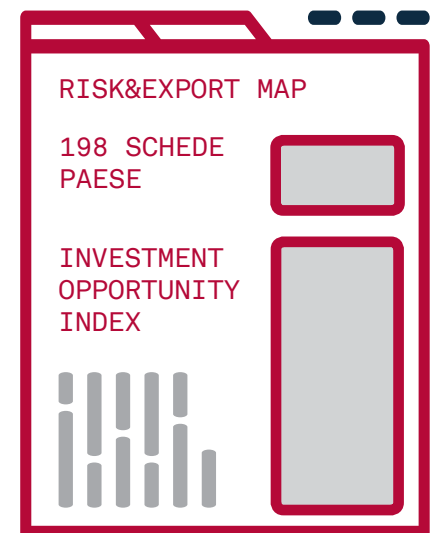 RISK&EXPORT MAP
198 SCHEDE
PAESE
INVESTMENT
OPPORTUNITY
INDEX